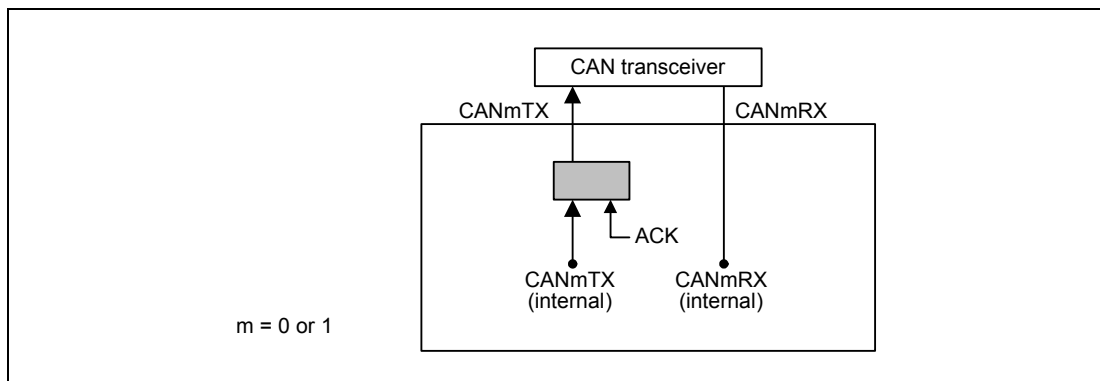 CAN transceiver
CANmTX
CANmRX
ACK
CANmTX
(internal)
CANmRX
(internal)
m = 0 or 1